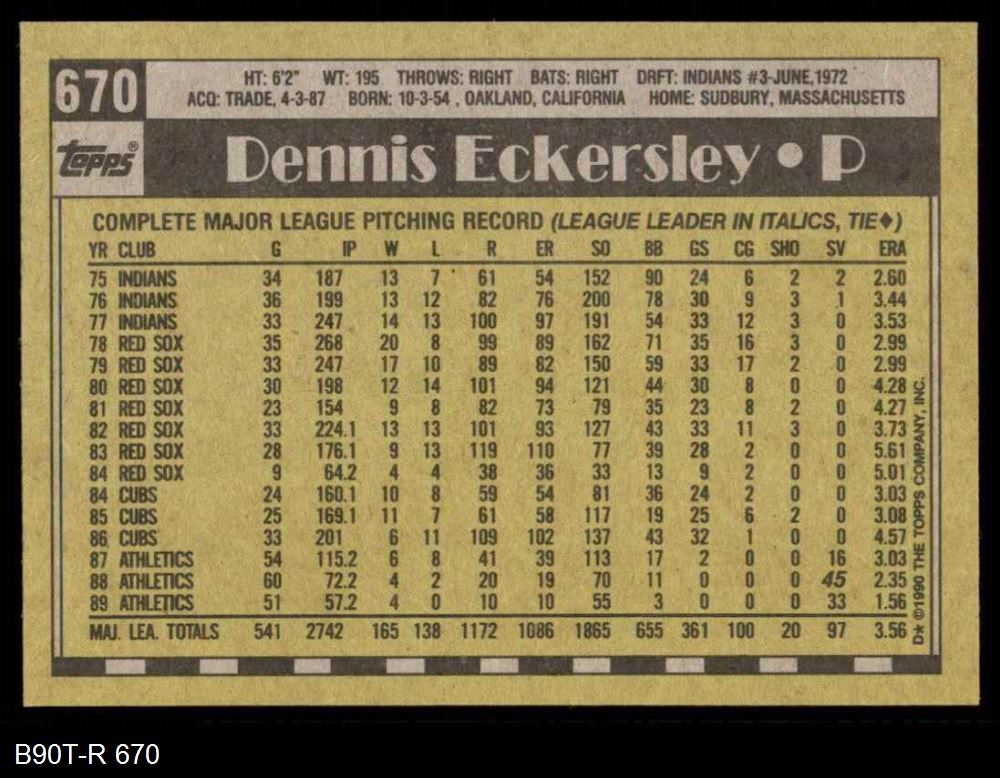 670
HT: 6'2" WT: 195 THROWS: RIGHT BATS: RIGHT DRFT: INDIANS #3-JUNE,1972
ACQ: TRADE, 4-3-87 BORN: 10-3-54 , OAKLAND, CALIFORNIA HOME: SUDBURY, MASSACHUSETTS
Topps®
Dennis Eckersley • P
COMPLETE MAJOR LEAGUE PITCHING RECORD (LEAGUE LEADER IN ITALICS, TIE♦)
YR CLUB G IP W L R ER SO BB GS CG SHO SV ERA
75 INDIANS 34 187 13 7 61 54 152 90 24 6 2 2 2.60
76 INDIANS 36 199 13 12 82 76 200 78 30 9 3 1 3.44
77 INDIANS 33 247 14 13 100 97 191 54 33 12 3 0 3.53
78 RED SOX 35 268 20 8 99 89 162 71 35 16 3 0 2.99
79 RED SOX 33 247 17 10 89 82 150 59 33 17 2 0 2.99
80 RED SOX 30 198 12 14 101 94 121 44 30 8 0 0 4.28
81 RED SOX 23 154 9 8 82 73 79 35 23 8 2 0 4.27
82 RED SOX 33 224.1 13 13 101 93 127 43 33 11 3 0 3.73
83 RED SOX 28 176.1 9 13 119 110 77 39 28 2 0 0 5.61
84 RED SOX 9 64.2 4 4 38 36 33 13 9 2 0 0 5.01
84 CUBS 24 160.1 10 8 59 54 81 36 24 2 0 0 3.03
85 CUBS 25 169.1 11 7 61 58 117 19 25 6 2 0 3.08
86 CUBS 33 201 6 11 109 102 137 43 32 1 0 0 4.57
87 ATHLETICS 54 115.2 6 8 41 39 113 17 2 0 0 16 3.03
88 ATHLETICS 60 72.2 4 2 20 19 70 11 0 0 0 45 2.35
89 ATHLETICS 51 57.2 4 0 10 10 55 3 0 0 0 33 1.56
MAJ. LEA. TOTALS 541 2742 165 138 1172 1086 1865 655 361 100 20 97 3.56
D* ©1990 THE TOPPS COMPANY, INC.
B90T-R 670